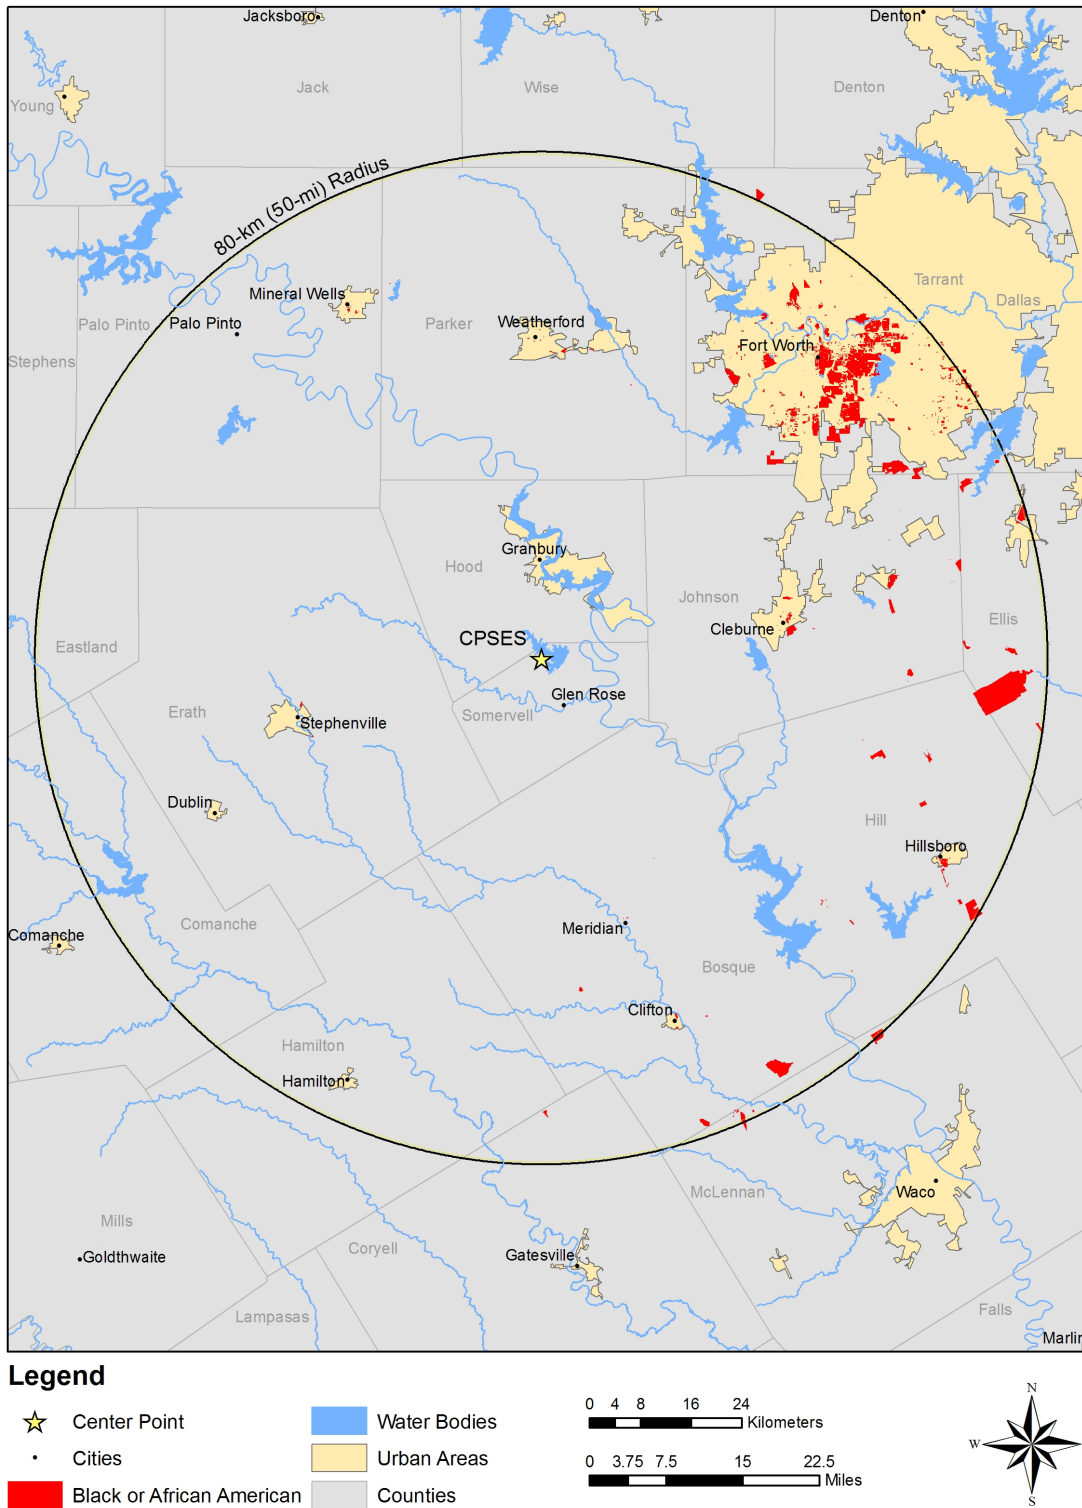 Jacksboro
Denton
Young
Jack
Wise
Denton
80-km (50-mi) Radius
Tarrant
Dallas
Mineral Wells
Palo Pinto
Palo Pinto
Parker
Weatherford
Fort Worth
Stephens
Granbury
Hood
Johnson
CPSES
Cleburne
Ellis
Eastland
Glen Rose
Erath
Somervell
Stephenville
Dublin
Hill
Hillsboro
Comanche
Comanche
Meridian
Bosque
Clifton
Hamilton
Hamilton
McLennan
Waco
Mills
Coryell
Goldthwaite
Gatesville
Lampasas
Falls
Marlin
Legend
Center Point
Cities
Black or African American
Water Bodies
Urban Areas
Counties
0 4 8 16 24
Kilometers
0 3.75 7.5 15 22.5
Miles
N
W
S